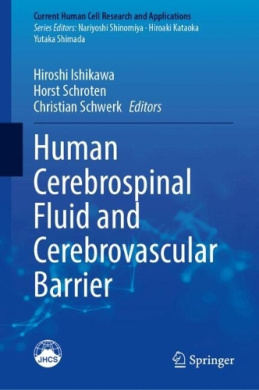 Current Human Cell Research and Applications
Series Editors: Nariyoshi Shinomiya · Hiroaki Kataoka
Yutaka Shimada
Hiroshi Ishikawa
Horst Schroten
Christian Schwerk Editors
Human
Cerebrospinal
Fluid and
Cerebrovascular
Barrier
JHCS
Springer